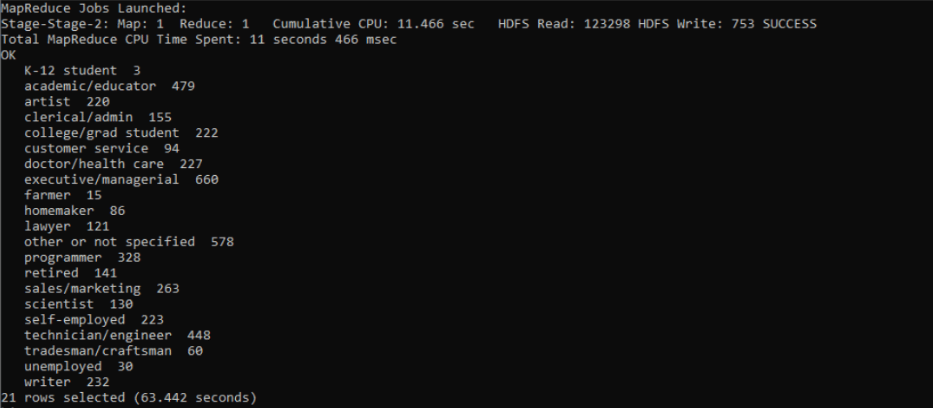 MapReduce Jobs Launched:
Stage-Stage-2: Map: 1  Reduce: 1   Cumulative CPU: 11.466 sec   HDFS Read: 123298 HDFS Write: 753 SUCCESS
Total MapReduce CPU Time Spent: 11 seconds 466 msec
OK
K-12 student  3
academic/educator  479
artist  220
clerical/admin  155
college/grad student  222
customer service  94
doctor/health care  227
executive/managerial  660
farmer  15
homemaker  86
lawyer  121
other or not specified  578
programmer  328
retired  141
sales/marketing  263
scientist  130
self-employed  223
technician/engineer  448
tradesman/craftsman  60
unemployed  30
writer  232
21 rows selected (63.442 seconds)